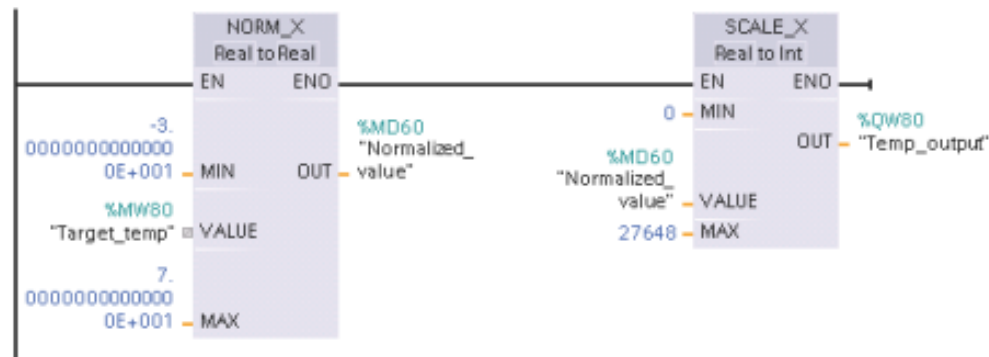 NORM_X
Real to Real
EN ENO
-3.
0000000000000
0E+001
MIN
OUT
%MD60
"Normalized_
value"
%MW80
"Target_temp"
VALUE
7.
0000000000000
0E+001
MAX
SCALE_X
Real to Int
EN ENO
0
MIN
%QW80
OUT
"Temp_output"
%MD60
"Normalized_
value"
VALUE
27648
MAX